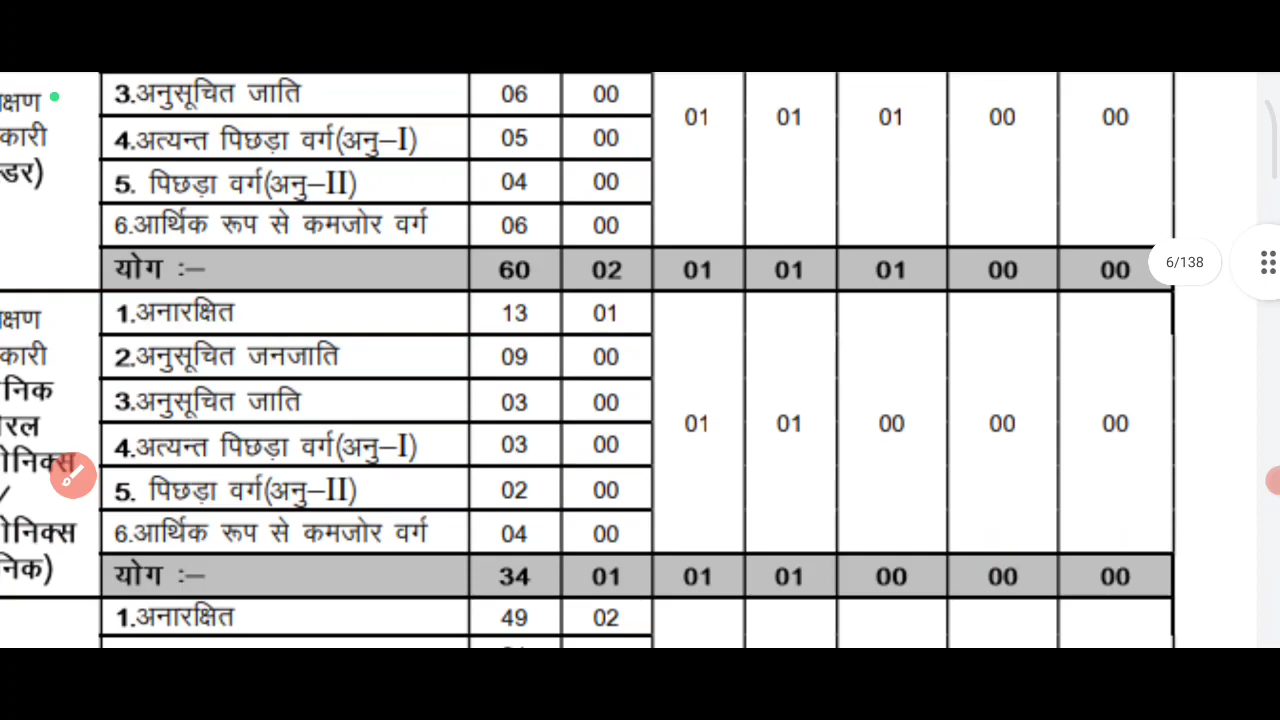 3.अनुसूचित जाति 06 00 01 01 01 00 00
4.अत्यन्त पिछड़ा वर्ग(अनु–I) 05 00
5. पिछड़ा वर्ग(अनु–II) 04 00
6.आर्थिक रूप से कमजोर वर्ग 06 00
योग :– 60 02 01 01 01 00 00
6/138
1.अनारक्षित 13 01
2.अनुसूचित जनजाति 09 00
3.अनुसूचित जाति 03 00 01 01 00 00 00
4.अत्यन्त पिछड़ा वर्ग(अनु–I) 03 00
5. पिछड़ा वर्ग(अनु–II) 02 00
6.आर्थिक रूप से कमजोर वर्ग 04 00
योग :– 34 01 01 01 00 00 00
1.अनारक्षित 49 02